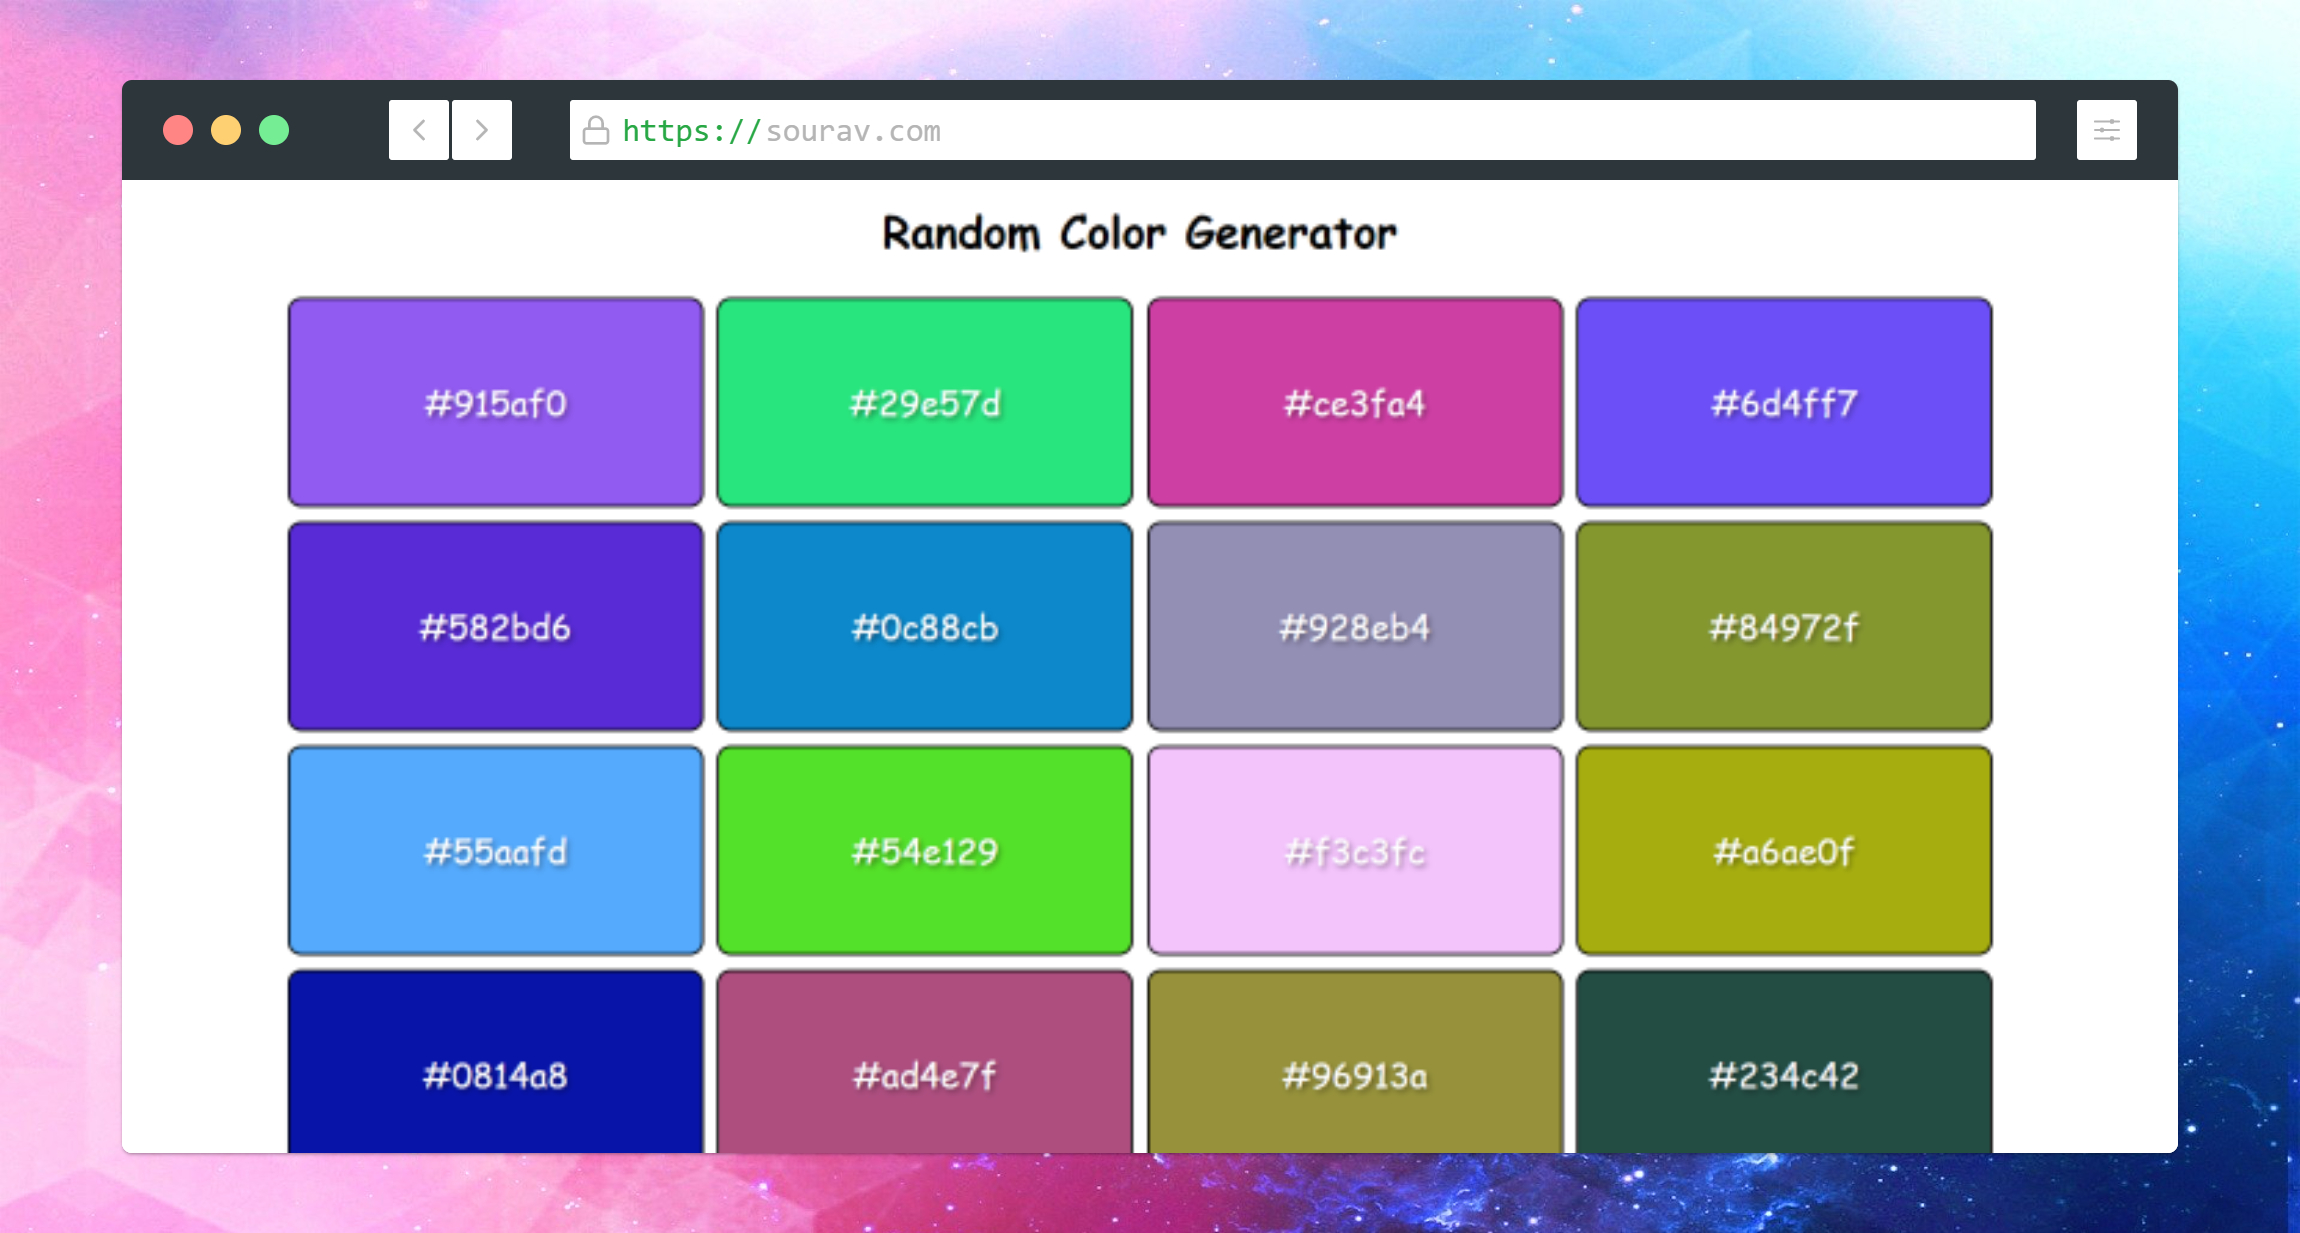 https://sourav.com
Random Color Generator
#915af0 #29e57d #ce3fa4 #6d4ff7
#582bd6 #0c88cb #928eb4 #84972f
#55aafd #54e129 #f3c3fc #a6ae0f
#0814a8 #ad4e7f #96913a #234c42